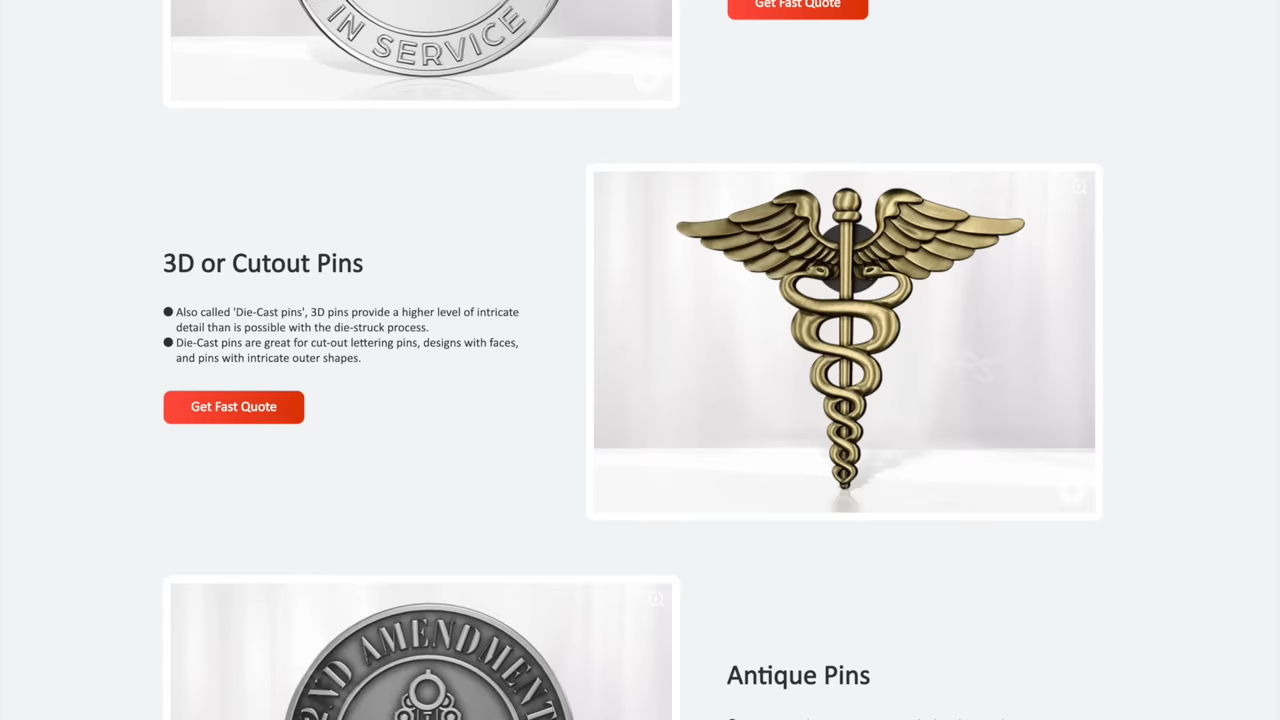 Get Fast Quote
IN SERVICE
3D or Cutout Pins
Also called 'Die-Cast pins', 3D pins provide a higher level of intricate
detail than is possible with the die-struck process.
Die-Cast pins are great for cut-out lettering pins, designs with faces,
and pins with intricate outer shapes.
Get Fast Quote
2ND AMENDMENT
Antique Pins